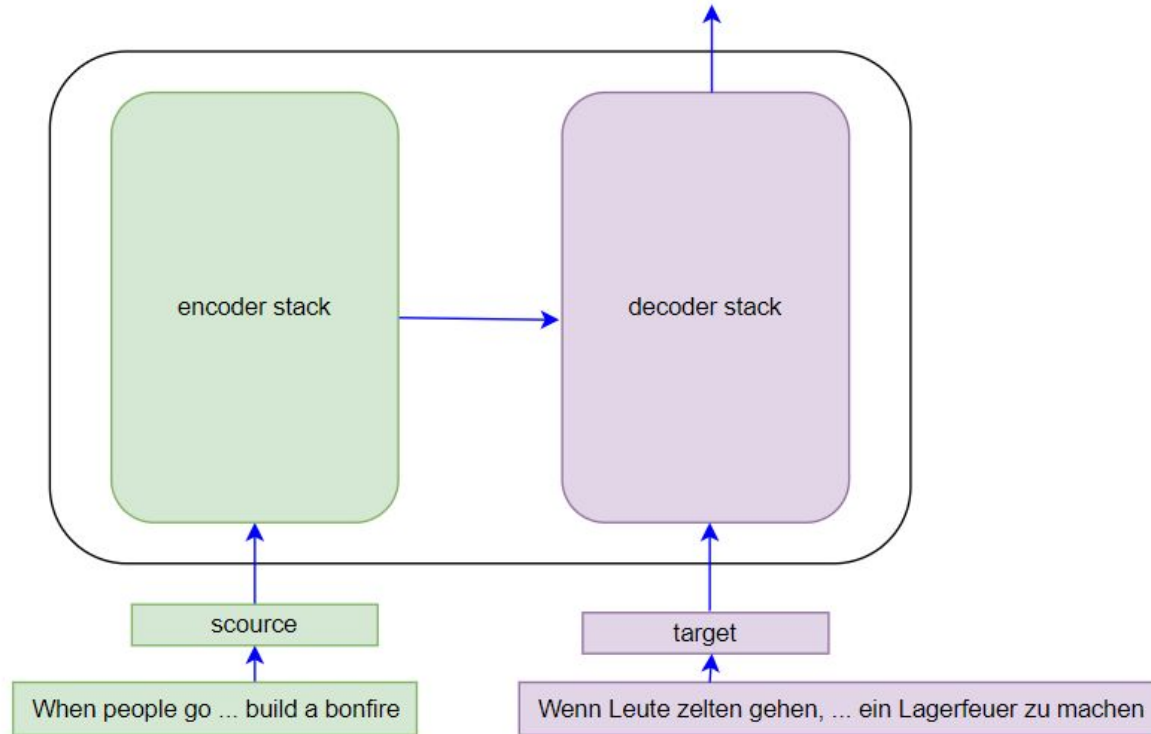 encoder stack
decoder stack
scource
target
When people go ... build a bonfire
Wenn Leute zelten gehen, ... ein Lagerfeuer zu machen